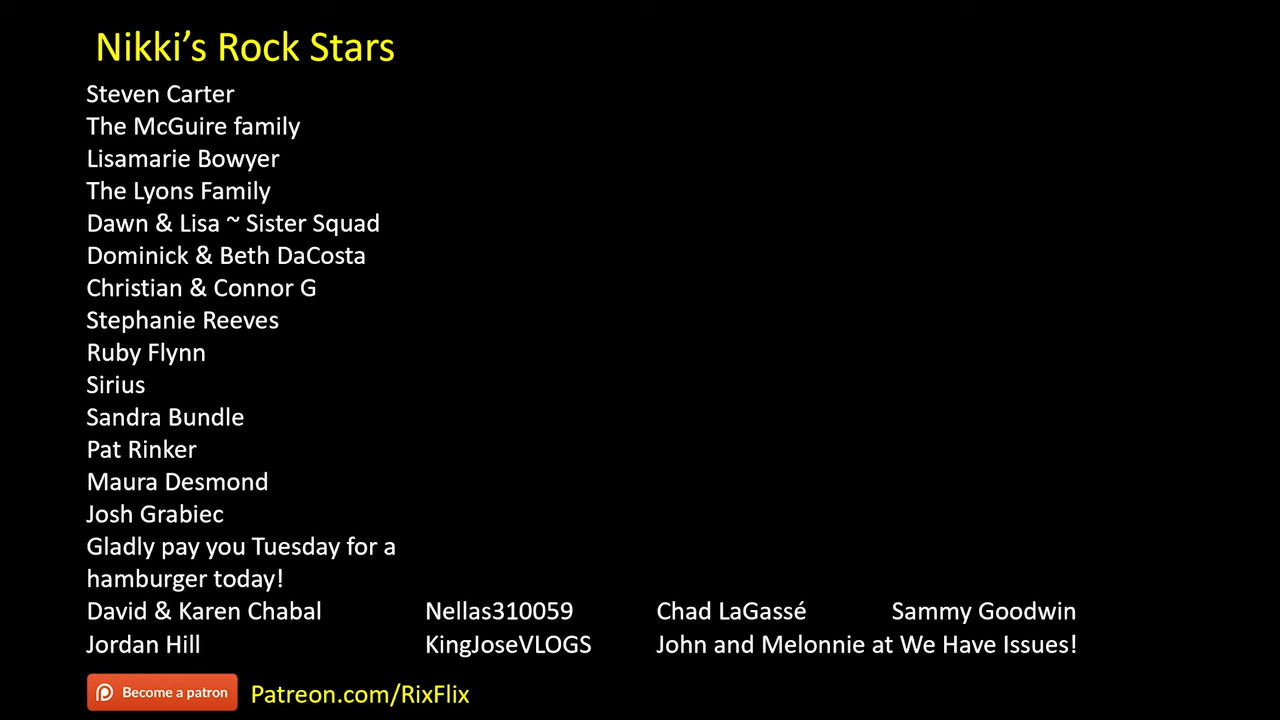 Nikki's Rock Stars
Steven Carter
The McGuire family
Lisamarie Bowyer
The Lyons Family
Dawn & Lisa ~ Sister Squad
Dominick & Beth DaCosta
Christian & Connor G
Stephanie Reeves
Ruby Flynn
Sirius
Sandra Bundle
Pat Rinker
Maura Desmond
Josh Grabiec
Gladly pay you Tuesday for a
hamburger today!
David & Karen Chabal Nellas310059 Chad LaGassé Sammy Goodwin
Jordan Hill KingJoseVLOGS John and Melonnie at We Have Issues!
Become a patron Patreon.com/RixFlix